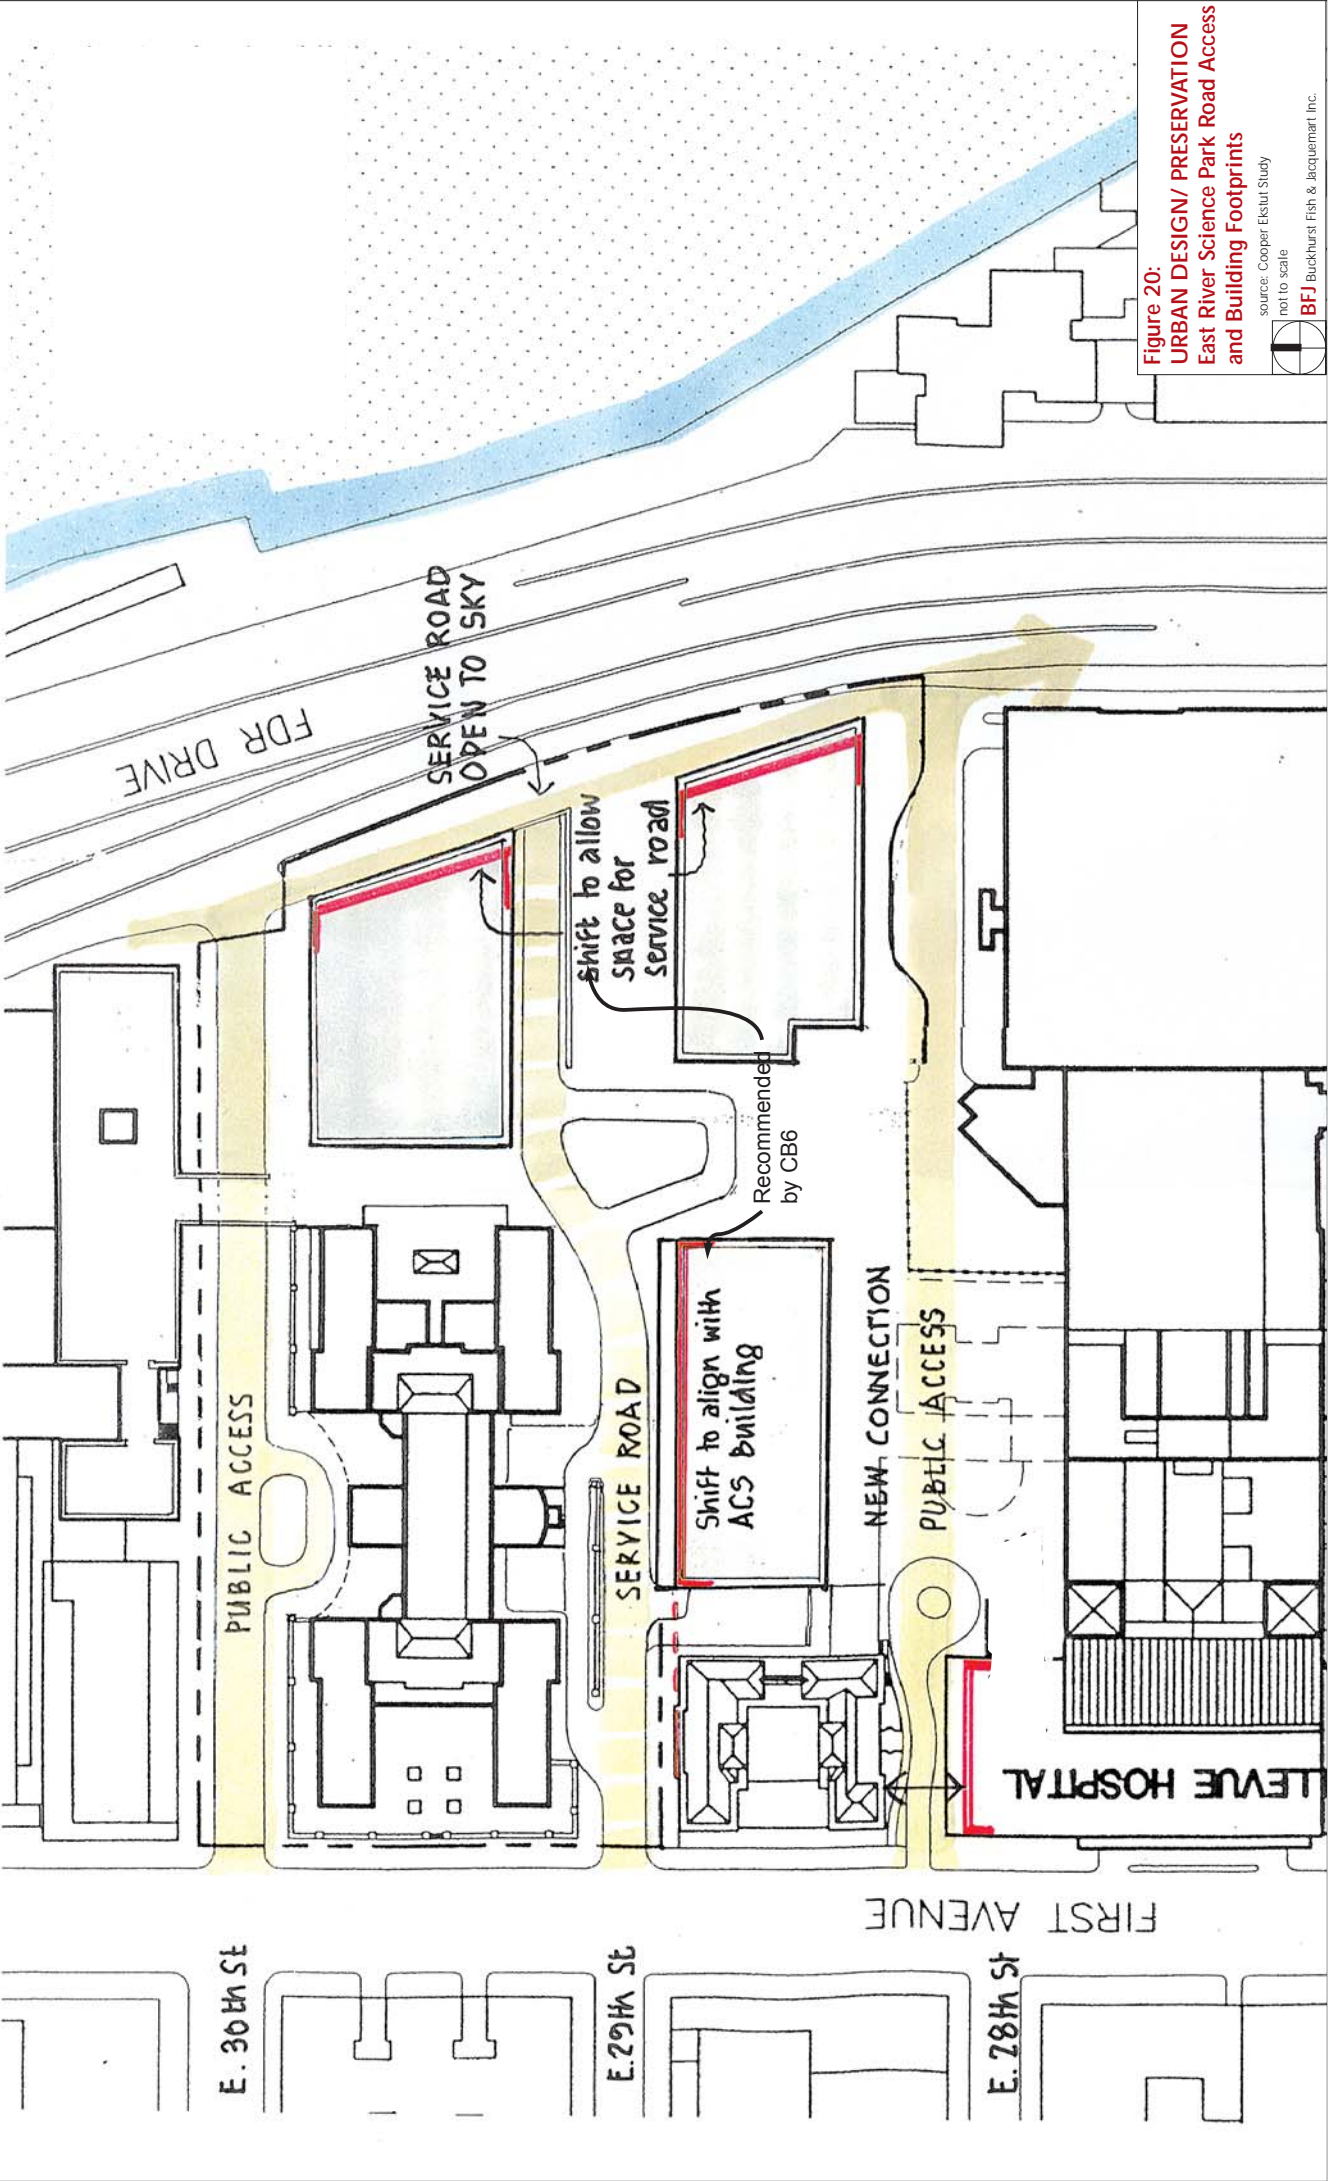 FDR DRIVE
SERVICE ROAD
OPEN TO SKY
shift to allow
space for
service road
Recommended
by CB6
PUBLIC ACCESS
SERVICE ROAD
Shift to align with
ACS building
NEW CONNECTION
PUBLIC ACCESS
LLEVUE HOSPITAL
FIRST AVENUE
E. 30th St
E.29th St
E. 28th St
Figure 20:
URBAN DESIGN/ PRESERVATION
East River Science Park Road Access
and Building Footprints
source: Cooper Ekstut Study
not to scale
BFJ Buckhurst Fish & Jacquemart Inc.